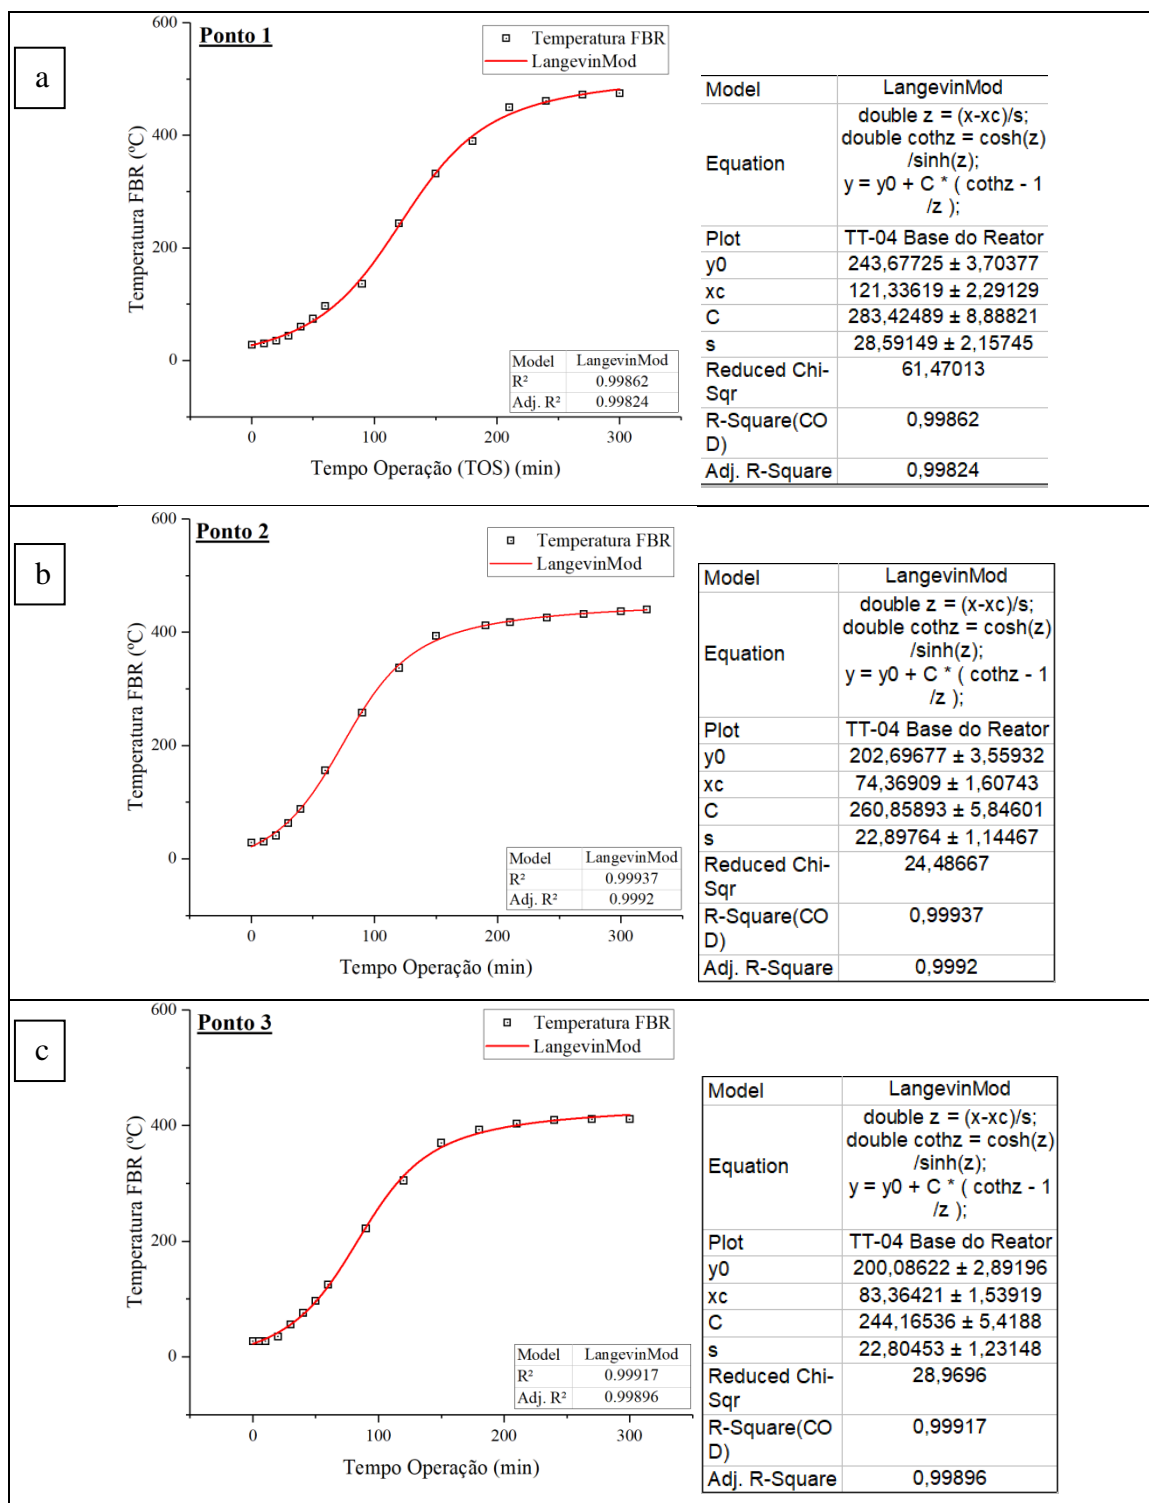 a
Ponto 1
Temperatura FBR
LangevinMod
600
400
200
0
Temperatura FBR (ºC)
Model LangevinMod
R² 0.99862
Adj. R² 0.99824
0 100 200 300
Tempo Operação (TOS) (min)
Model LangevinMod
Equation
double z = (x-xc)/s;
double cothz = cosh(z)
/sinh(z);
y = y0 + C * ( cothz - 1
/z );
Plot TT-04 Base do Reator
y0 243,67725 ± 3,70377
xc 121,33619 ± 2,29129
C 283,42489 ± 8,88821
s 28,59149 ± 2,15745
Reduced Chi- 61,47013
Sqr
R-Square(CO 0,99862
D)
Adj. R-Square 0,99824
b
Ponto 2
Temperatura FBR
LangevinMod
600
400
200
0
Temperatura FBR (ºC)
Model LangevinMod
R² 0.99937
Adj. R² 0.9992
0 100 200 300
Tempo Operação (min)
Model LangevinMod
Equation
double z = (x-xc)/s;
double cothz = cosh(z)
/sinh(z);
y = y0 + C * ( cothz - 1
/z );
Plot TT-04 Base do Reator
y0 202,69677 ± 3,55932
xc 74,36909 ± 1,60743
C 260,85893 ± 5,84601
s 22,89764 ± 1,14467
Reduced Chi- 24,48667
Sqr
R-Square(CO 0,99937
D)
Adj. R-Square 0,9992
c
Ponto 3
Temperatura FBR
LangevinMod
600
400
200
0
Temperatura FBR (ºC)
Model LangevinMod
R² 0.99917
Adj. R² 0.99896
0 100 200 300
Tempo Operação (min)
Model LangevinMod
Equation
double z = (x-xc)/s;
double cothz = cosh(z)
/sinh(z);
y = y0 + C * ( cothz - 1
/z );
Plot TT-04 Base do Reator
y0 200,08622 ± 2,89196
xc 83,36421 ± 1,53919
C 244,16536 ± 5,4188
s 22,80453 ± 1,23148
Reduced Chi- 28,9696
Sqr
R-Square(CO 0,99917
D)
Adj. R-Square 0,99896